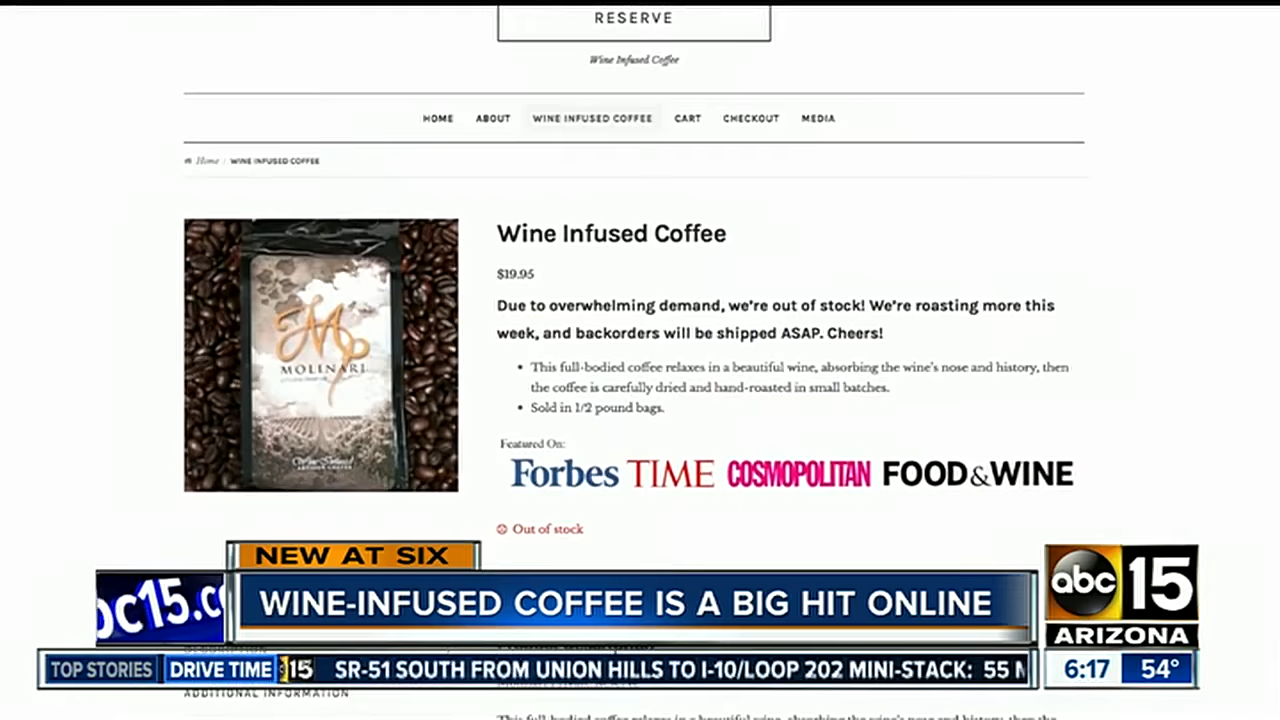 RESERVE
Wine Infused Coffee
HOME ABOUT WINE INFUSED COFFEE CART CHECKOUT MEDIA
Home / WINE INFUSED COFFEE
MOLINARI
Wine Infused Coffee
$19.95
Due to overwhelming demand, we're out of stock! We're roasting more this
week, and backorders will be shipped ASAP. Cheers!
• This full-bodied coffee relaxes in a beautiful wine, absorbing the wine's nose and history, then
the coffee is carefully dried and hand-roasted in small batches.
• Sold in 1/2 pound bags.
Featured On:
Forbes TIME COSMOPOLITAN FOOD&WINE
Out of stock
NEW AT SIX
WINE-INFUSED COFFEE IS A BIG HIT ONLINE
abc 15
ARIZONA
TOP STORIES DRIVE TIME 15 SR-51 SOUTH FROM UNION HILLS TO I-10/LOOP 202 MINI-STACK: 55
6:17 54°
ADDITIONAL INFORMATION